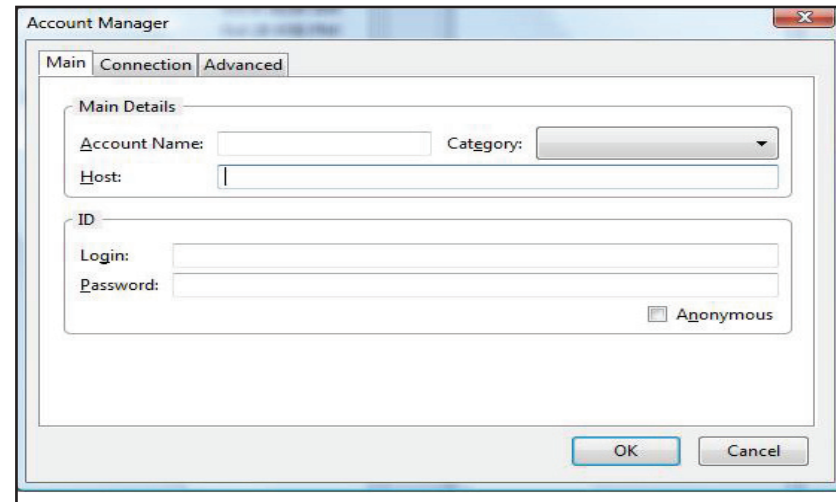 Account Manager
Main Connection Advanced
Main Details
Account Name: Category:
Host:
ID
Login:
Password:
Anonymous
OK Cancel